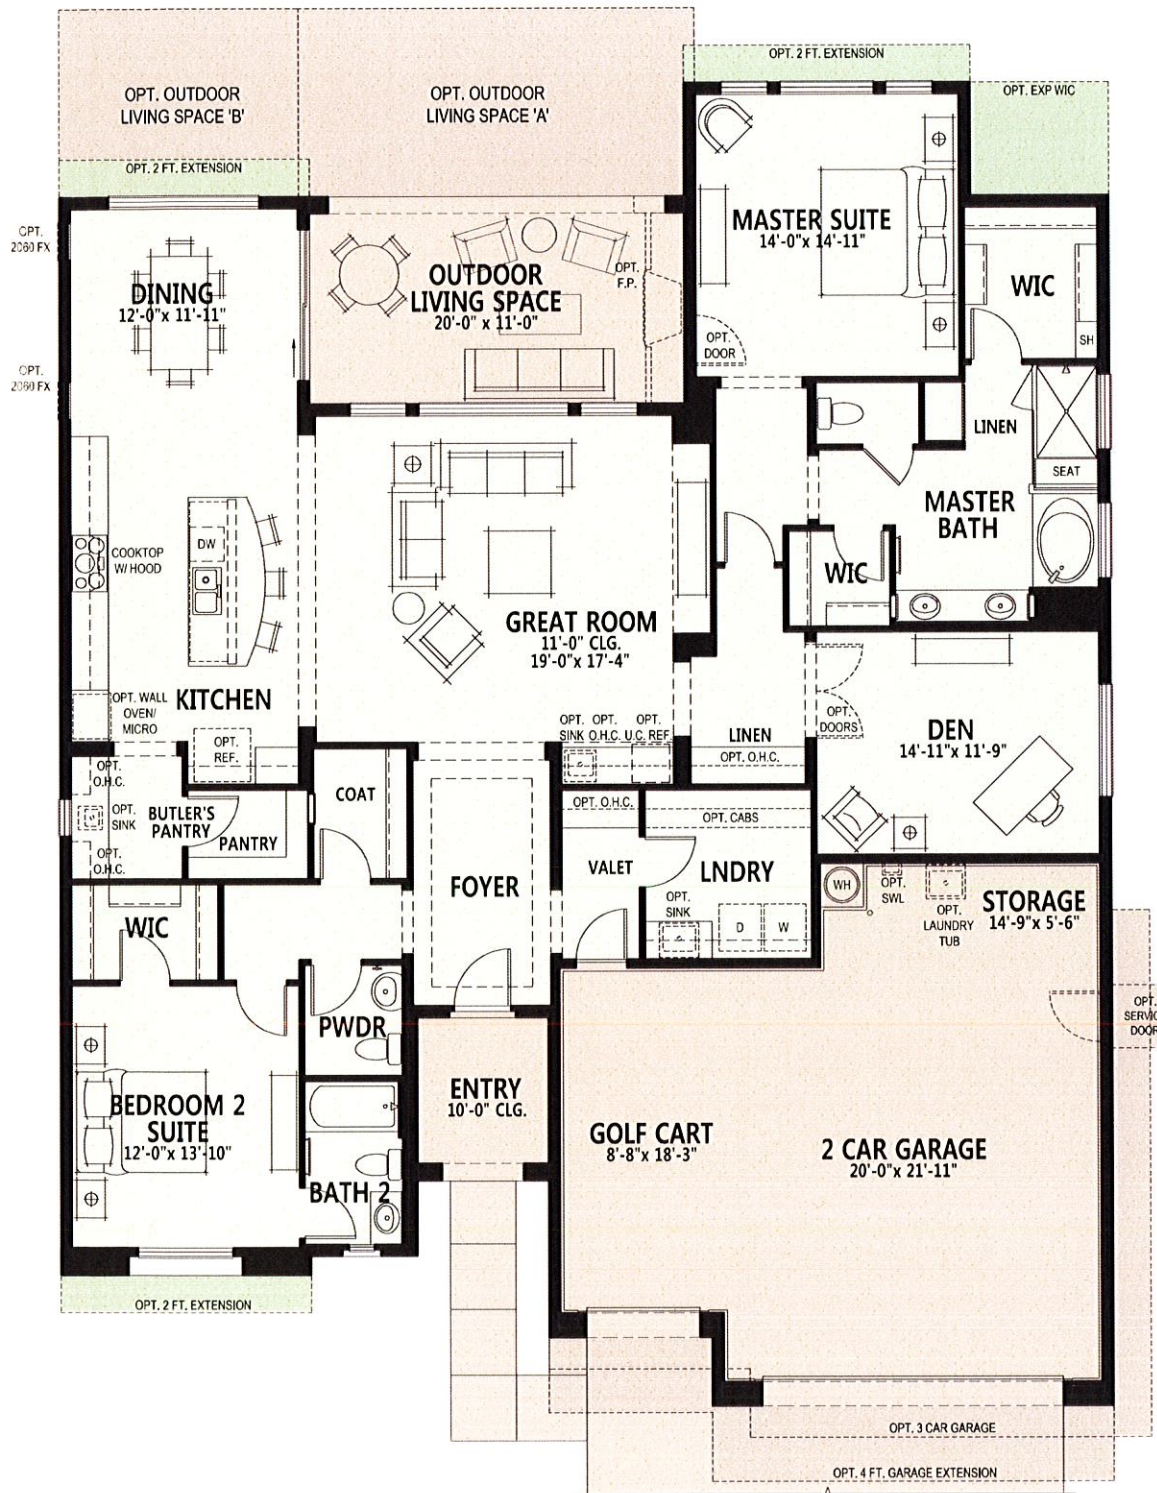 OPT. OUTDOOR
LIVING SPACE 'B'
OPT. OUTDOOR
LIVING SPACE 'A'
OPT. 2 FT. EXTENSION
OPT. EXP WIC
OPT. 2 FT. EXTENSION
OPT.
2060 FX
DINING
12'-0"x 11'-11"
OPT.
2060 FX
OUTDOOR
LIVING SPACE
20'-0" x 11'-0"
OPT.
F.P.
MASTER SUITE
14'-0"x 14'-11"
OPT.
DOOR
WIC
SH
LINEN
SEAT
MASTER
BATH
WIC
COOKTOP
W/ HOOD
DW
GREAT ROOM
11'-0" CLG.
19'-0"x 17'-4"
KITCHEN
OPT. WALL
OVEN/
MICRO
OPT.
REF.
OPT.
SINK
OPT.
O.H.C.
OPT.
U.C. REF.
LINEN
OPT. O.H.C.
OPT.
DOORS
DEN
14'-11"x 11'-9"
OPT.
O.H.C.
OPT.
SINK
OPT.
O.H.C.
BUTLER'S
PANTRY
PANTRY
COAT
FOYER
OPT. O.H.C.
VALET
OPT. CABS
LNDRY
OPT.
SINK
D
W
WH
OPT.
SWL
OPT.
LAUNDRY
TUB
STORAGE
14'-9"x 5'-6"
WIC
PWDR
OPT.
DOOR
ENTRY
10'-0" CLG.
BEDROOM 2
SUITE
12'-0"x 13'-10"
BATH 2
GOLF CART
8'-8"x 18'-3"
2 CAR GARAGE
20'-0"x 21'-11"
OPT. 2 FT. EXTENSION
OPT. 3 CAR GARAGE
OPT. 4 FT. GARAGE EXTENSION